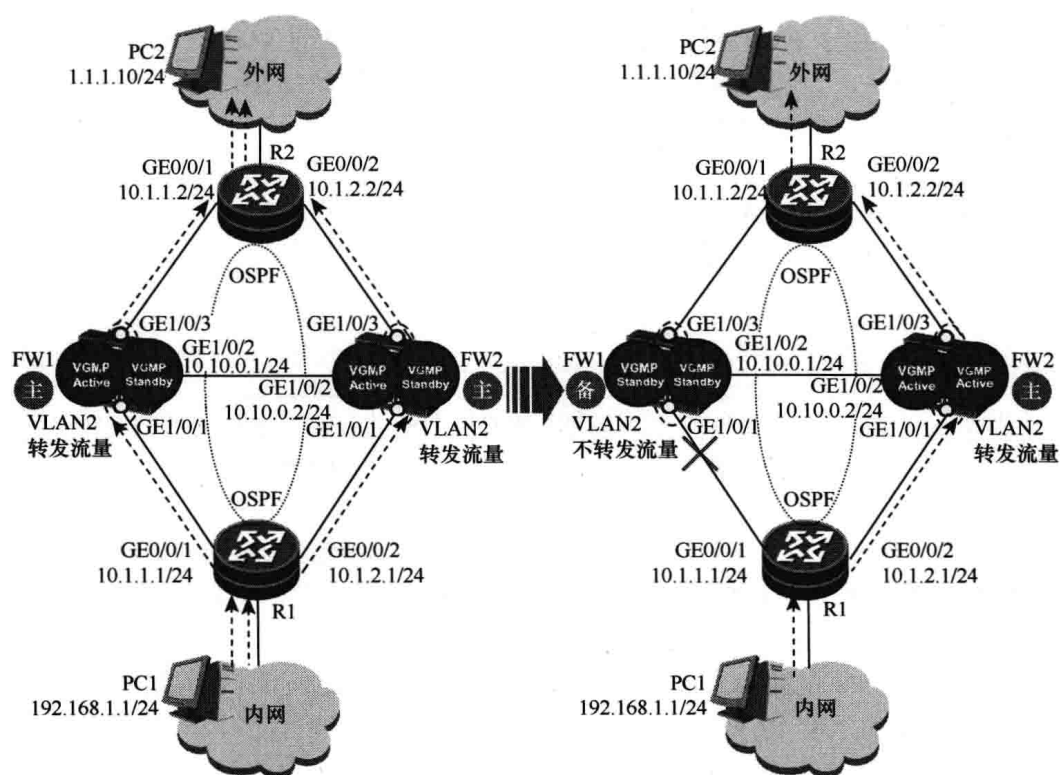 PC2
1.1.1.10/24
外网
R2
GE0/0/1
10.1.1.2/24
GE0/0/2
10.1.2.2/24
OSPF
GE1/0/3
GE1/0/3
FW1
主
VGMP
Active
VGMP
Standby
GE1/0/2
10.10.0.1/24
GE1/0/2
10.10.0.2/24
VGMP
Active
VGMP
Standby
FW2
主
VLAN2
转发流量
GE1/0/1
GE1/0/1
VLAN2
转发流量
OSPF
GE0/0/1
10.1.1.1/24
GE0/0/2
10.1.2.1/24
R1
PC1
192.168.1.1/24
内网
PC2
1.1.1.10/24
外网
R2
GE0/0/1
10.1.1.2/24
GE0/0/2
10.1.2.2/24
OSPF
GE1/0/3
GE1/0/3
FW1
备
VGMP
Standby
VGMP
Standby
GE1/0/2
10.10.0.1/24
GE1/0/2
10.10.0.2/24
VGMP
Active
VGMP
Active
FW2
主
VLAN2
不转发流量
GE1/0/1
GE1/0/1
VLAN2
转发流量
OSPF
GE0/0/1
10.1.1.1/24
GE0/0/2
10.1.2.1/24
R1
PC1
192.168.1.1/24
内网